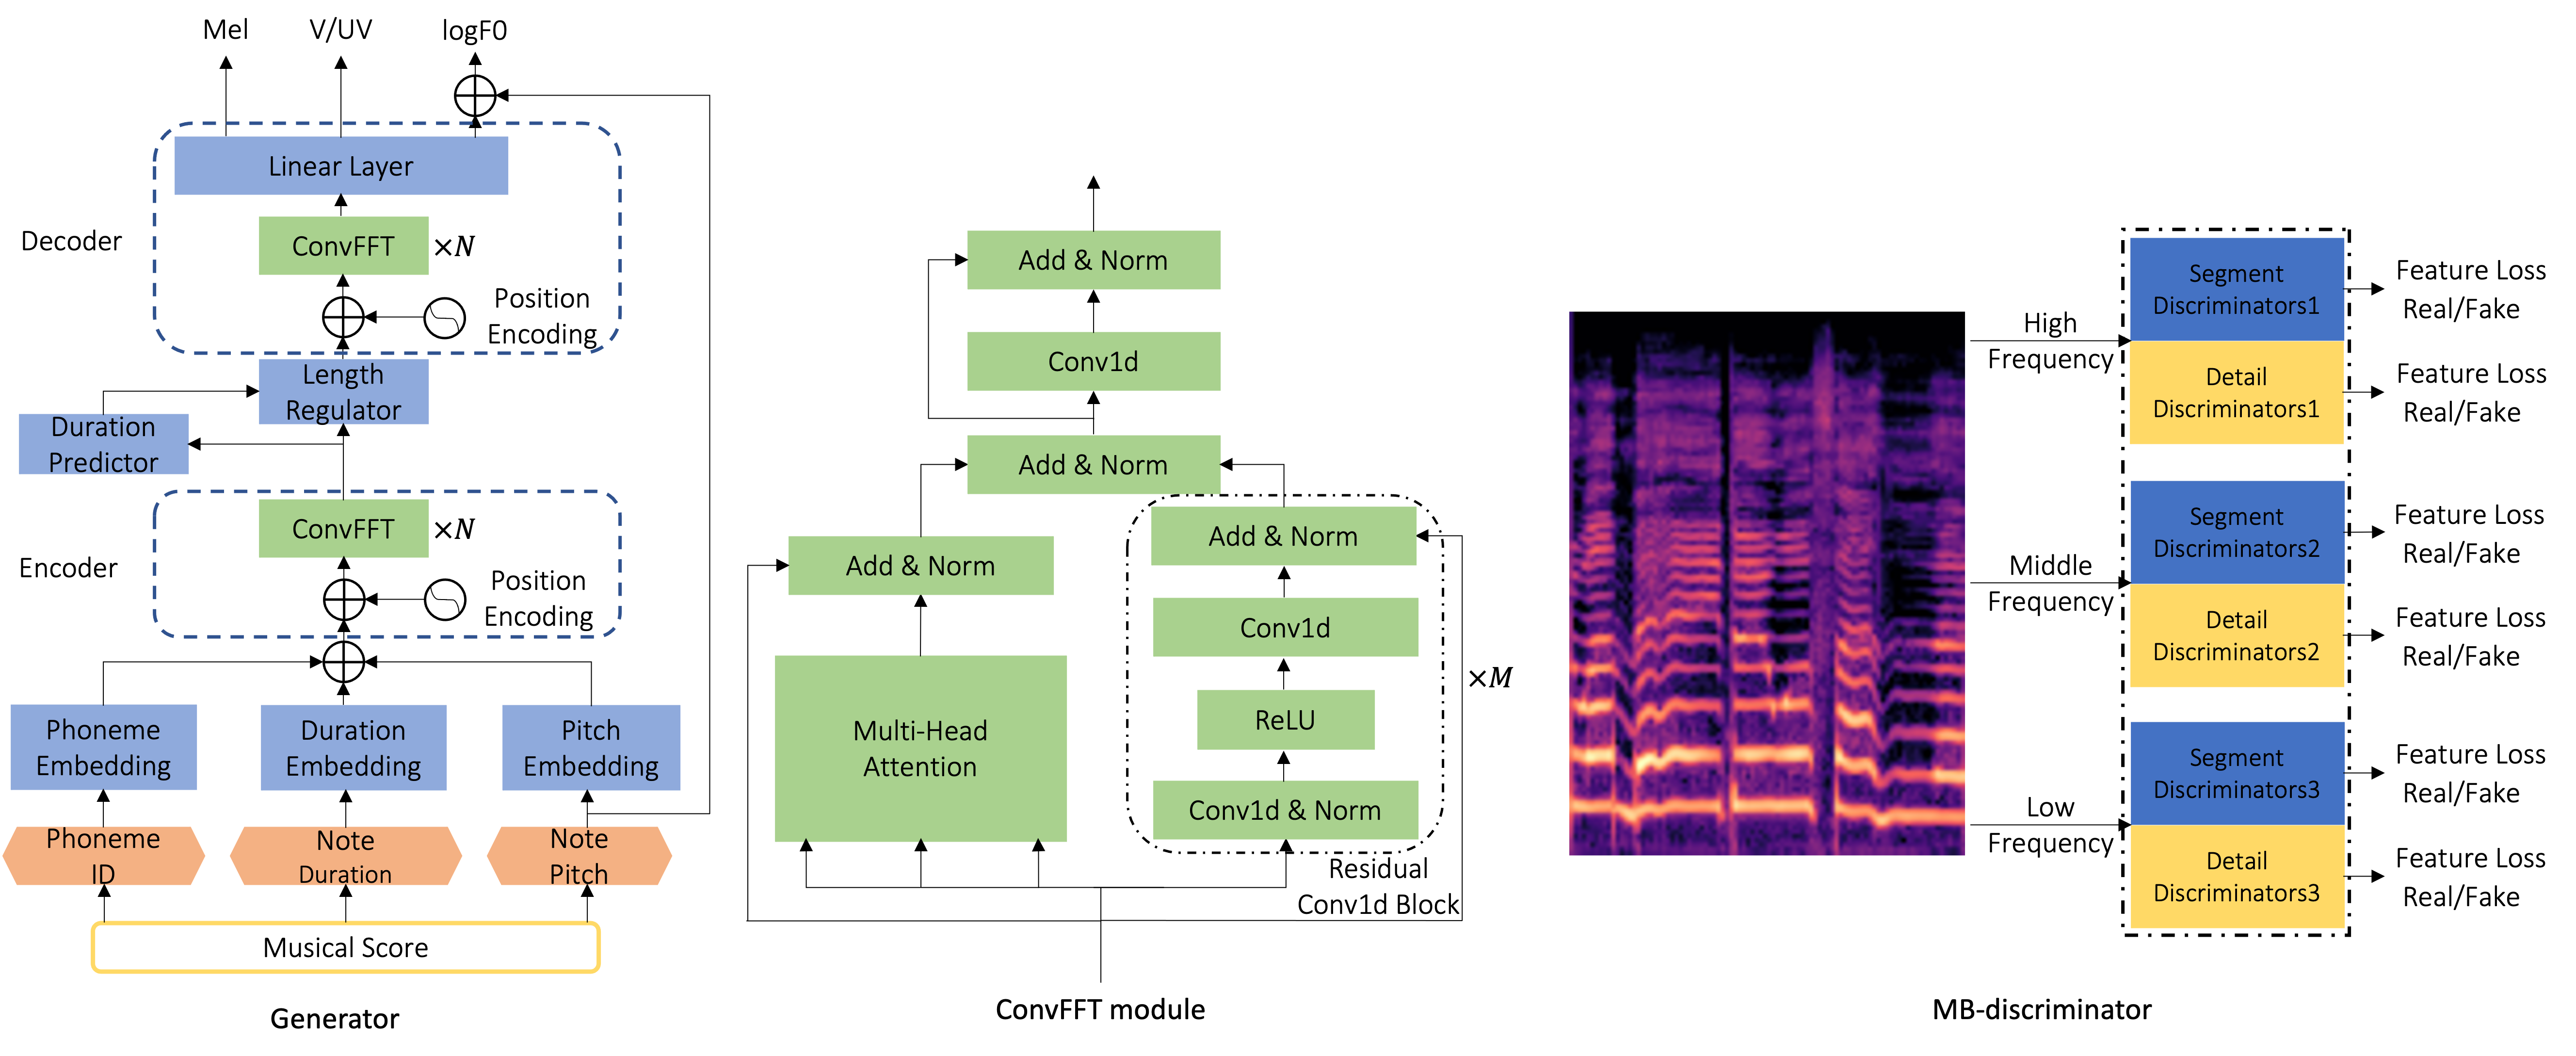 Mel
V/UV
logF0
Linear Layer
Decoder
ConvFFT
×N
Position
Encoding
Length
Regulator
Duration
Predictor
ConvFFT
×N
Encoder
Position
Encoding
Phoneme
Embedding
Duration
Embedding
Pitch
Embedding
Phoneme
ID
Note
Duration
Note
Pitch
Musical Score
Generator
Add & Norm
Conv1d
Add & Norm
Add & Norm
Multi-Head
Attention
Add & Norm
Conv1d
ReLU
Conv1d & Norm
×M
Residual
Conv1d Block
ConvFFT module
High
Frequency
Middle
Frequency
Low
Frequency
Segment
Discriminators1
Feature Loss
Real/Fake
Detail
Discriminators1
Feature Loss
Real/Fake
Segment
Discriminators2
Feature Loss
Real/Fake
Detail
Discriminators2
Feature Loss
Real/Fake
Segment
Discriminators3
Feature Loss
Real/Fake
Detail
Discriminators3
Feature Loss
Real/Fake
MB-discriminator